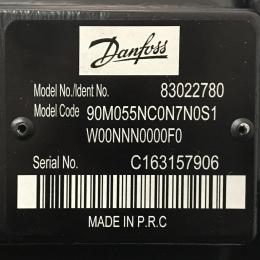 Danfoss
Model No./Ident No. 83022780
Model Code 90M055NC0N7N0S1
W00NNN0000F0
Serial No. C163157906
MADE IN P.R.C